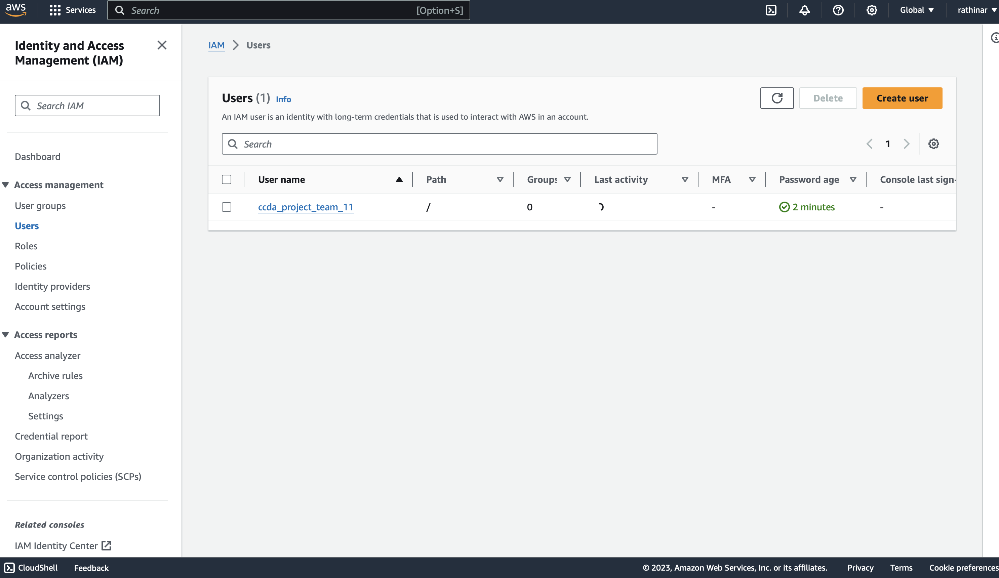 aws
Services
Search [Option+S]
Global
rathinar
Identity and Access
Management (IAM)
Search IAM
Dashboard
Access management
User groups
Users
Roles
Policies
Identity providers
Account settings
Access reports
Access analyzer
Archive rules
Analyzers
Settings
Credential report
Organization activity
Service control policies (SCPs)
Related consoles
IAM Identity Center
IAM > Users
Users (1) Info
Delete
Create user
An IAM user is an identity with long-term credentials that is used to interact with AWS in an account.
Search
1
User name Path Groups Last activity MFA Password age Console last sign-
ccda_project_team_11 / 0 - 2 minutes -
CloudShell Feedback © 2023, Amazon Web Services, Inc. or its affiliates. Privacy Terms Cookie preferences